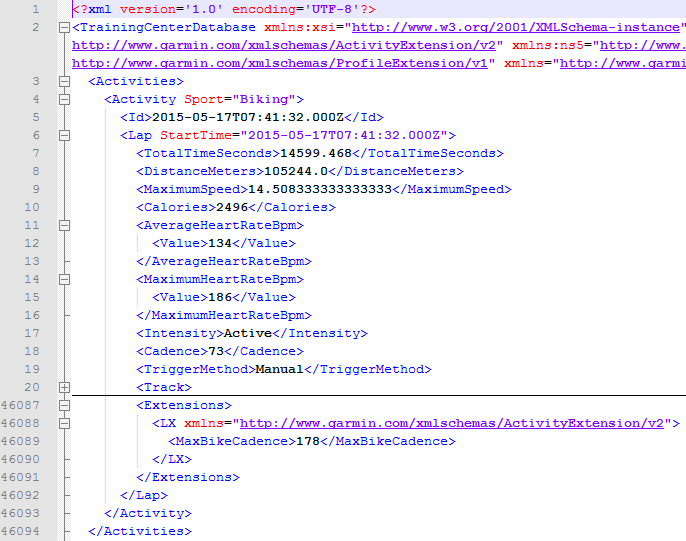 1 <?xml version='1.0' encoding='UTF-8'?>
2 <TrainingCenterDatabase xmlns:xsi="http://www.w3.org/2001/XMLSchema-instance"
http://www.garmin.com/xmlschemas/ActivityExtension/v2" xmlns:ns5="http://www.
http://www.garmin.com/xmlschemas/ProfileExtension/v1" xmlns="http://www.garmi
3 <Activities>
4 <Activity Sport="Biking">
5 <Id>2015-05-17T07:41:32.000Z</Id>
6 <Lap StartTime="2015-05-17T07:41:32.000Z">
7 <TotalTimeSeconds>14599.468</TotalTimeSeconds>
8 <DistanceMeters>105244.0</DistanceMeters>
9 <MaximumSpeed>14.508333333333333</MaximumSpeed>
10 <Calories>2496</Calories>
11 <AverageHeartRateBpm>
12 <Value>134</Value>
13 </AverageHeartRateBpm>
14 <MaximumHeartRateBpm>
15 <Value>186</Value>
16 </MaximumHeartRateBpm>
17 <Intensity>Active</Intensity>
18 <Cadence>73</Cadence>
19 <TriggerMethod>Manual</TriggerMethod>
20 <Track>
46087 <Extensions>
46088 <LX xmlns="http://www.garmin.com/xmlschemas/ActivityExtension/v2">
46089 <MaxBikeCadence>178</MaxBikeCadence>
46090 </LX>
46091 </Extensions>
46092 </Lap>
46093 </Activity>
46094 </Activities>